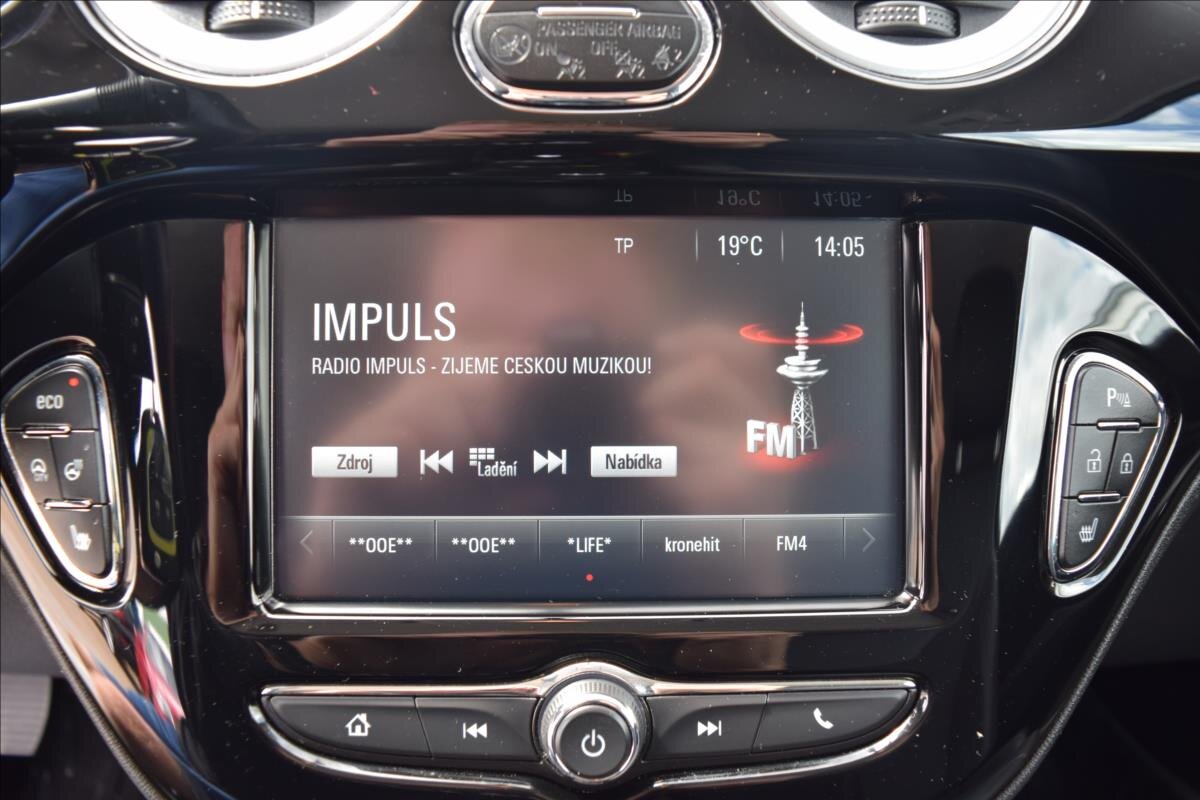 PASSENGER AIRBAG
ON OFF
TP 19°C 14:05
IMPULS
RADIO IMPULS - ZIJEME CESKOU MUZIKOU!
FM
Zdroj Ladění Nabídka
**OOE** **OOE** *LIFE* kronehit FM4
eco
CITY
P